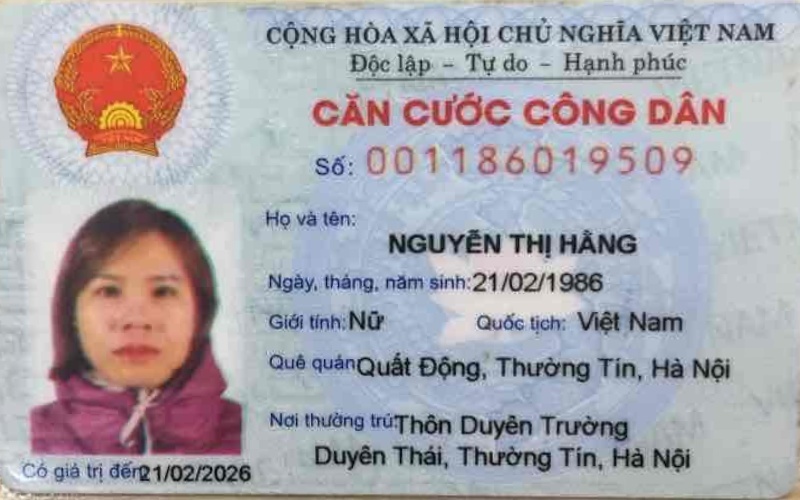 CỘNG HÒA XÃ HỘI CHỦ NGHĨA VIỆT NAM
Độc lập - Tự do - Hạnh phúc
CĂN CƯỚC CÔNG DÂN
Số: 001186019509
Họ và tên:
NGUYỄN THỊ HẰNG
Ngày, tháng, năm sinh: 21/02/1986
Giới tính: Nữ Quốc tịch: Việt Nam
Quê quán Quất Động, Thường Tín, Hà Nội
Nơi thường trú: Thôn Duyên Trường
Duyên Thái, Thường Tín, Hà Nội
Có giá trị đến 21/02/2026